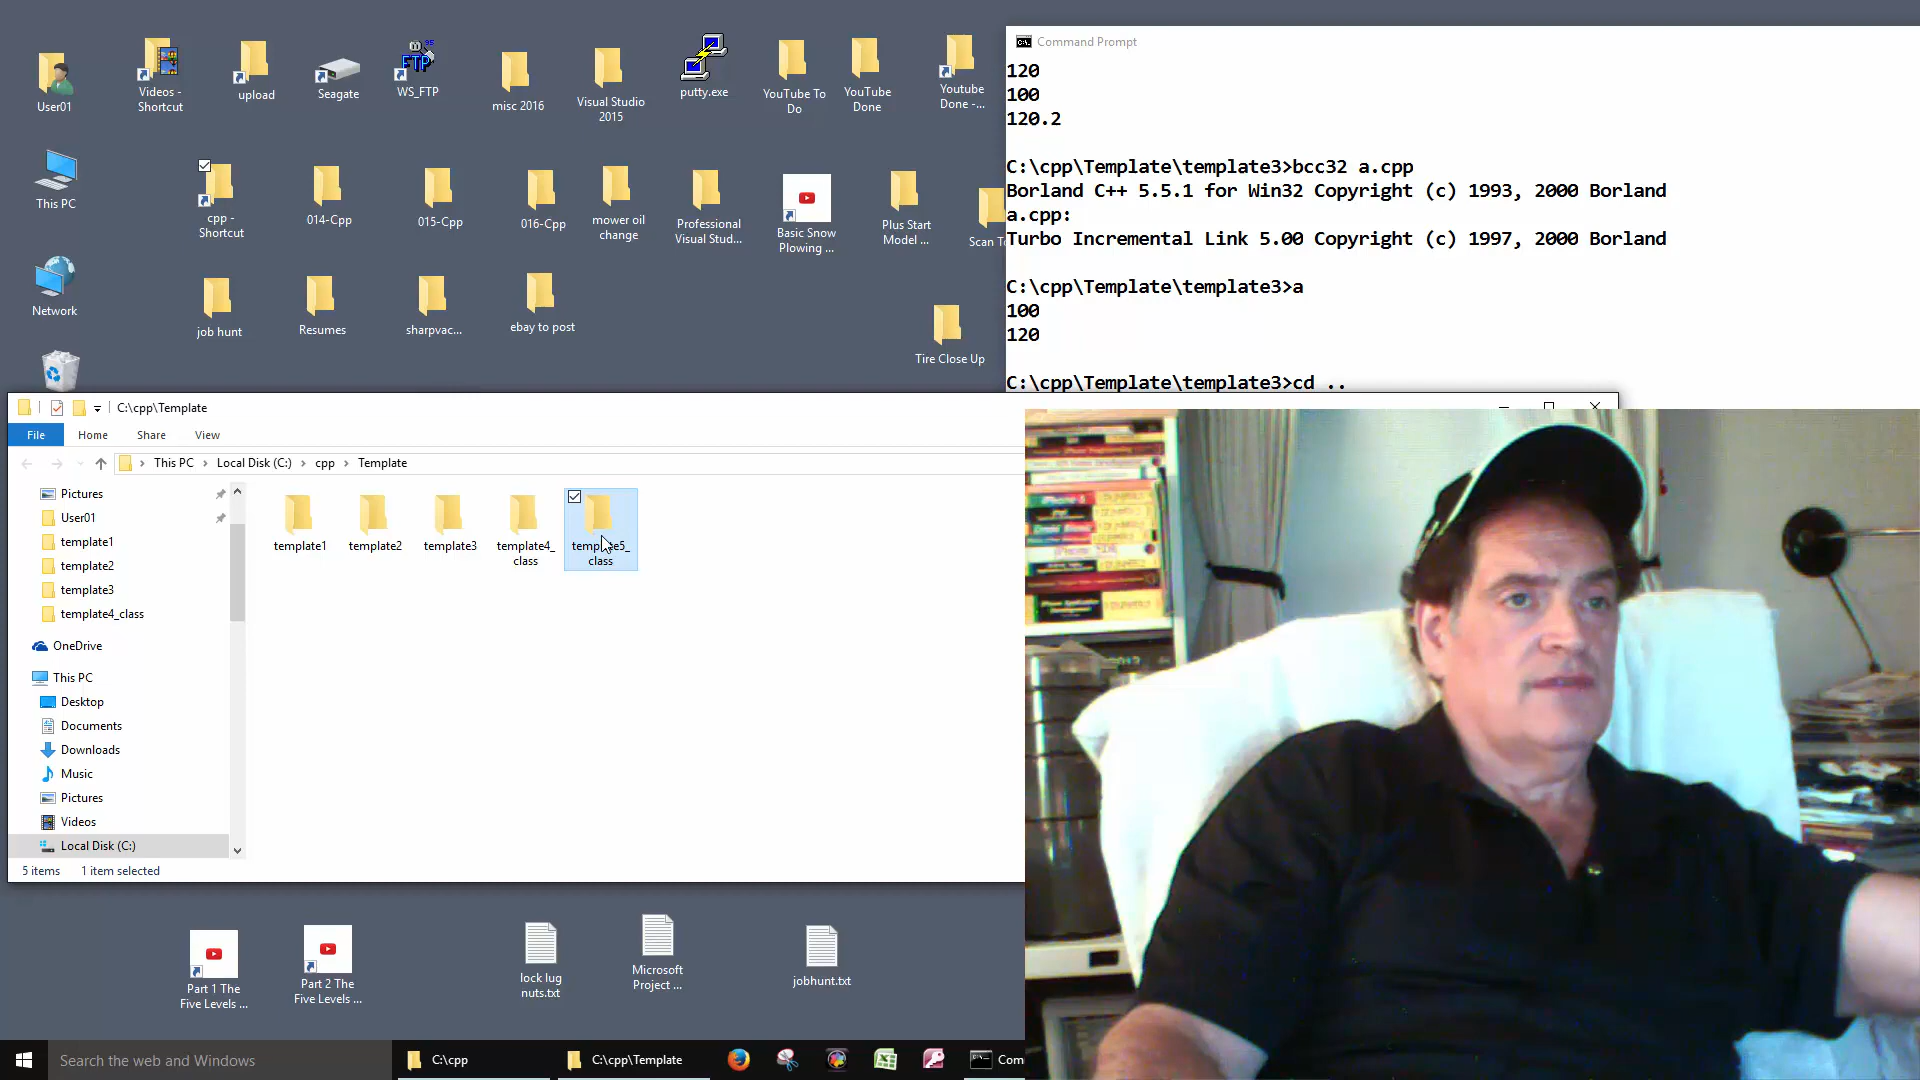 User01
Videos -
Shortcut
upload
Seagate
95
FTP
WS_FTP
misc 2016
Visual Studio
2015
putty.exe
YouTube To
Do
YouTube
Done
Youtube
Done -...
This PC
cpp -
Shortcut
014-Cpp
015-Cpp
016-Cpp
mower oil
change
Professional
Visual Stud...
Basic Snow
Plowing ...
Plus Start
Model ...
Scan To
Network
job hunt
Resumes
sharpvac...
ebay to post
Tire Close Up
Command Prompt
120
100
120.2
C:\cpp\Template\template3>bcc32 a.cpp
Borland C++ 5.5.1 for Win32 Copyright (c) 1993, 2000 Borland
a.cpp:
Turbo Incremental Link 5.00 Copyright (c) 1997, 2000 Borland
C:\cpp\Template\template3>a
100
120
C:\cpp\Template\template3>cd ..
C:\cpp\Template
File
Home
Share
View
This PC
Local Disk (C:)
cpp
Template
Pictures
User01
template1
template2
template3
template4_class
OneDrive
This PC
Desktop
Documents
Downloads
Music
Pictures
Videos
Local Disk (C:)
template1
template2
template3
template4_
class
template5_
class
5 items
1 item selected
Part 1 The
Five Levels ...
Part 2 The
Five Levels ...
lock lug
nuts.txt
Microsoft
Project ...
jobhunt.txt
Search the web and Windows
C:\cpp
C:\cpp\Template
Com